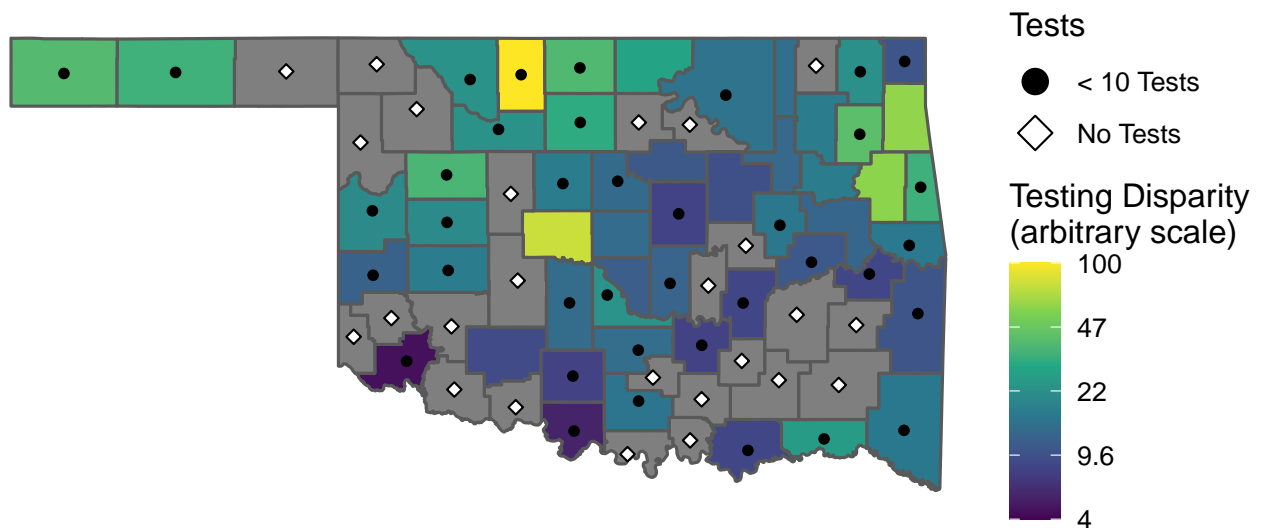 Tests
< 10 Tests
No Tests
Testing Disparity
(arbitrary scale)
100
47
22
9.6
4